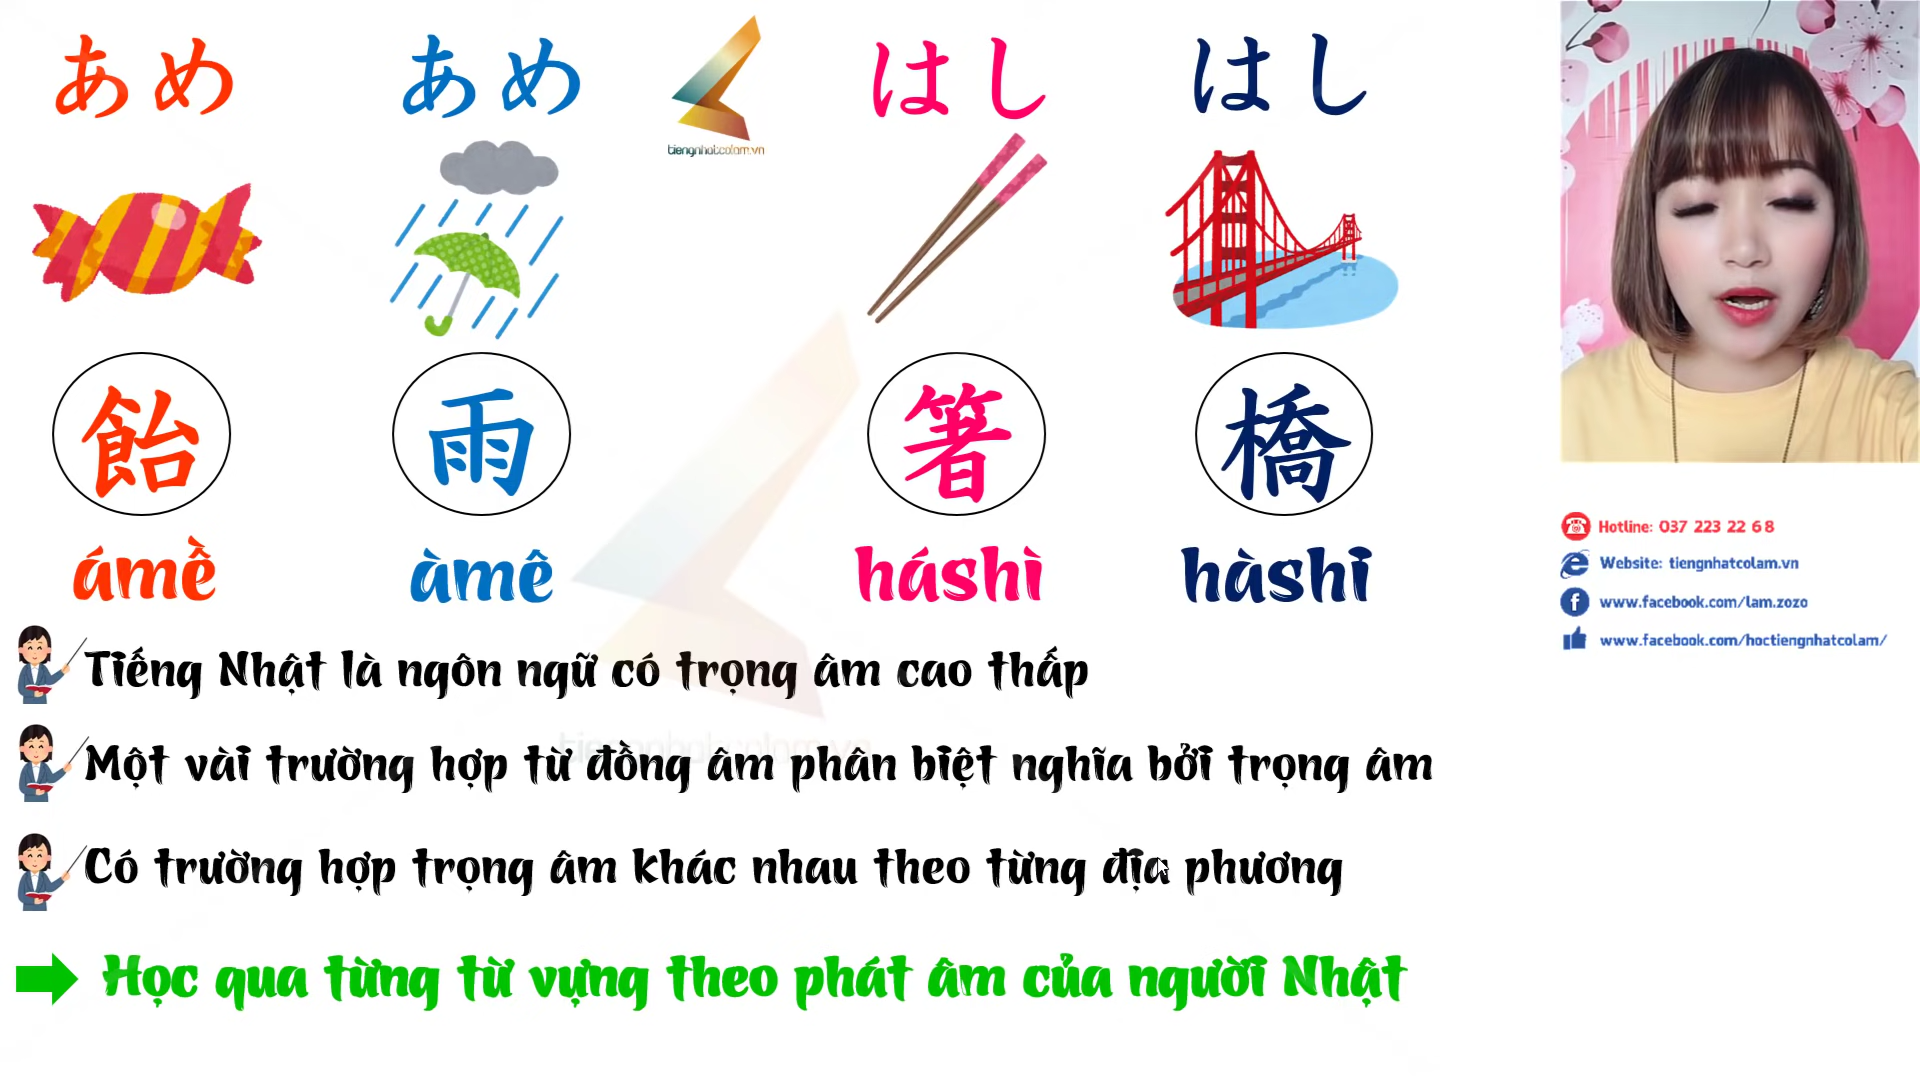 あめ
あめ
はし
はし
tiengnhatcolam.vn
飴
雨
箸
橋
ámề
àmê
háshì
hàshi
Tiếng Nhật là ngôn ngữ có trọng âm cao thấp
Một vài trường hợp từ đồng âm phân biệt nghĩa bởi trọng âm
Có trường hợp trọng âm khác nhau theo từng địa phương
Học qua từng từ vựng theo phát âm của người Nhật
Hotline: 037 223 22 68
Website: tiengnhatcolam.vn
www.facebook.com/lam.zozo
www.facebook.com/hoctiengnhatcolam/
tiengnhatcolam.vn